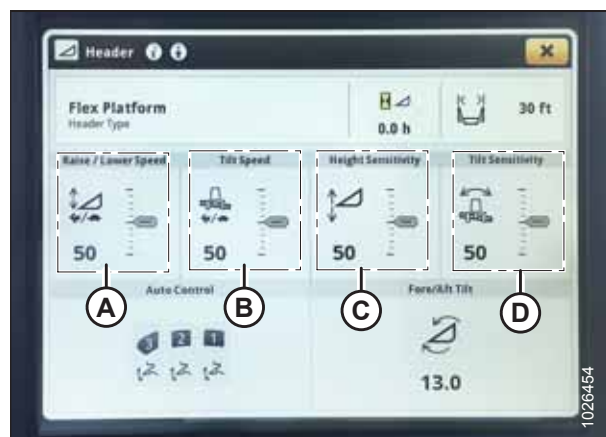 Header
Flex Platform
Header Type
0.0 h
30 ft
Raise / Lower Speed
Tilt Speed
Height Sensitivity
Tilt Sensitivity
50
50
50
50
A
B
C
D
Auto Control
Fore/Aft Tilt
3 2 1
13.0
1026454